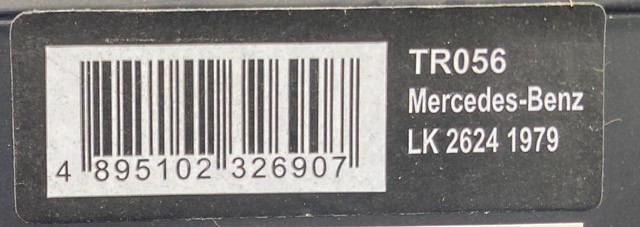 TR056
Mercedes-Benz
LK 2624 1979
4 895102 326907